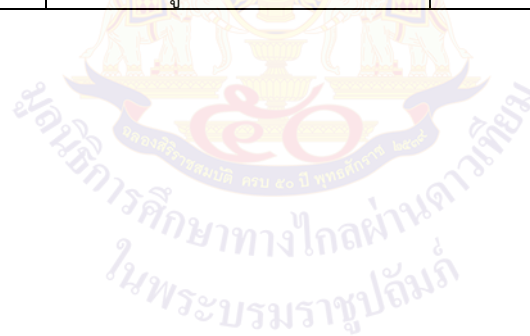 ๕๐
ฉลองสิริราชสมบัติ ครบ ๕๐ ปี พุทธศักราช ๒๕๓๙
มูลนิธิการศึกษาทางไกลผ่านดาวเทียม
ในพระบรมราชูปถัมภ์